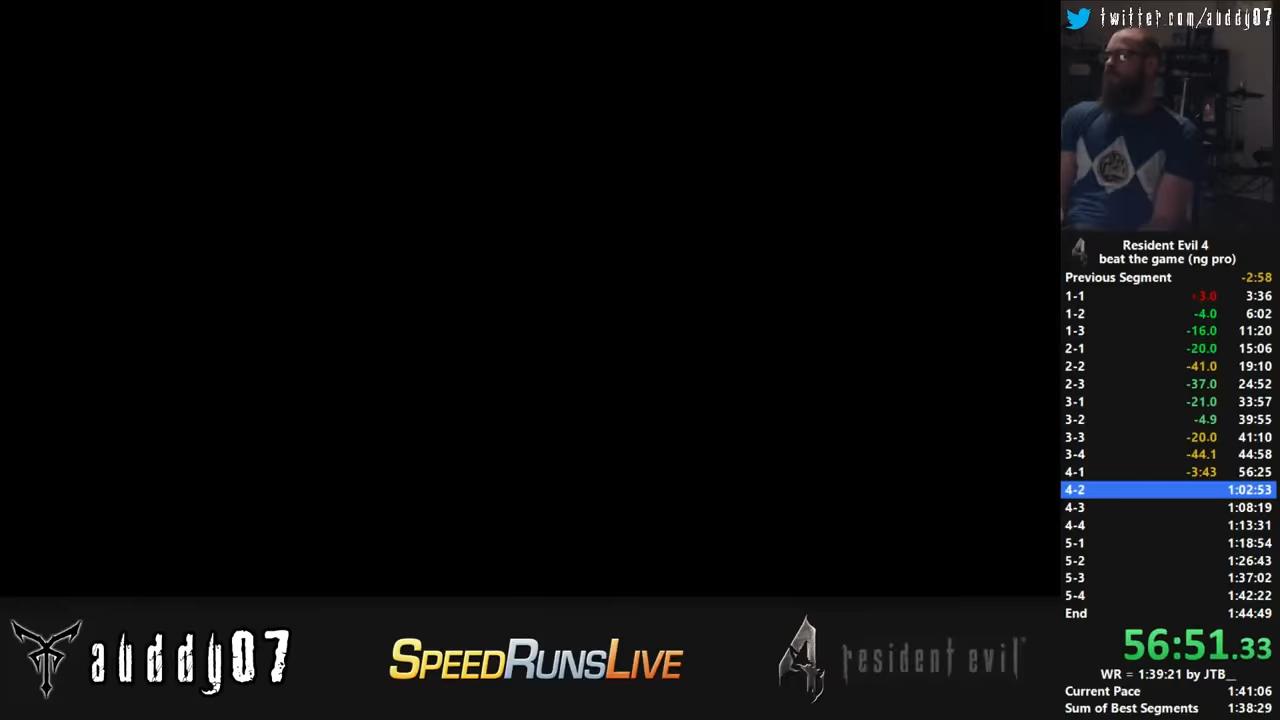 twitter.com/abddy07
Resident Evil 4
beat the game (ng pro)
Previous Segment -2:58
1-1 +3.0 3:36
1-2 -4.0 6:02
1-3 -16.0 11:20
2-1 -20.0 15:06
2-2 -41.0 19:10
2-3 -37.0 24:52
3-1 -21.0 33:57
3-2 -4.9 39:55
3-3 -20.0 41:10
3-4 -44.1 44:58
4-1 -3:43 56:25
4-2 1:02:53
4-3 1:08:19
4-4 1:13:31
5-1 1:18:54
5-2 1:26:43
5-3 1:37:02
5-4 1:42:22
End 1:44:49
56:51.33
WR = 1:39:21 by JTB__
Current Pace 1:41:06
Sum of Best Segments 1:38:29
abddy07
SPEEDRUNSLIVE
4 resident evil